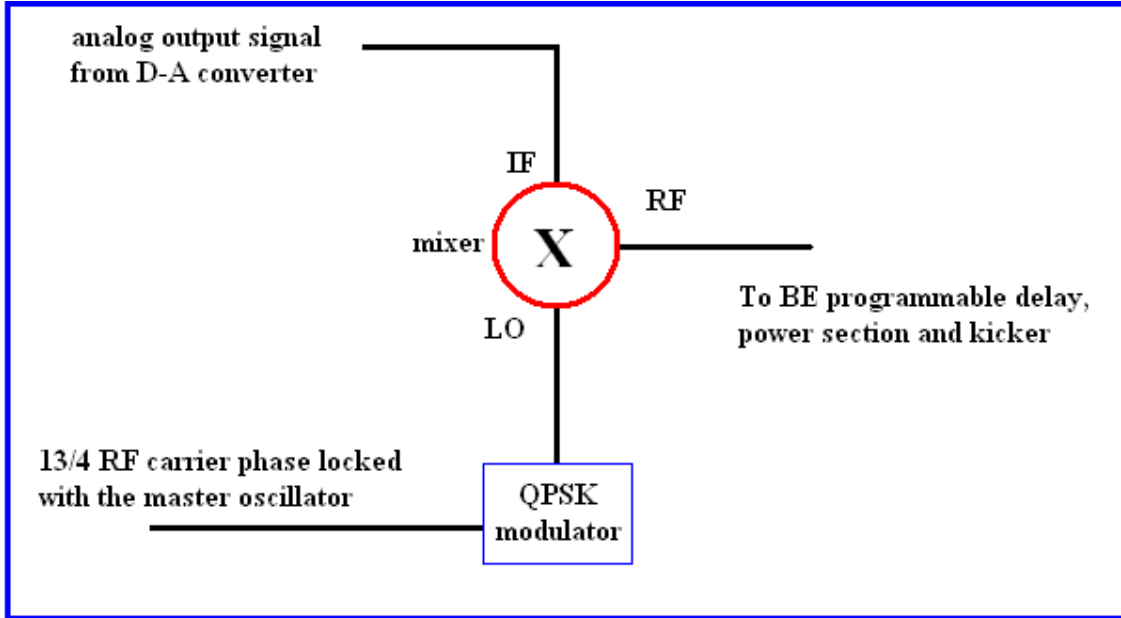 analog output signal
from D-A converter
IF
RF
mixer
X
LO
To BE programmable delay,
power section and kicker
13/4 RF carrier phase locked
with the master oscillator
QPSK
modulator